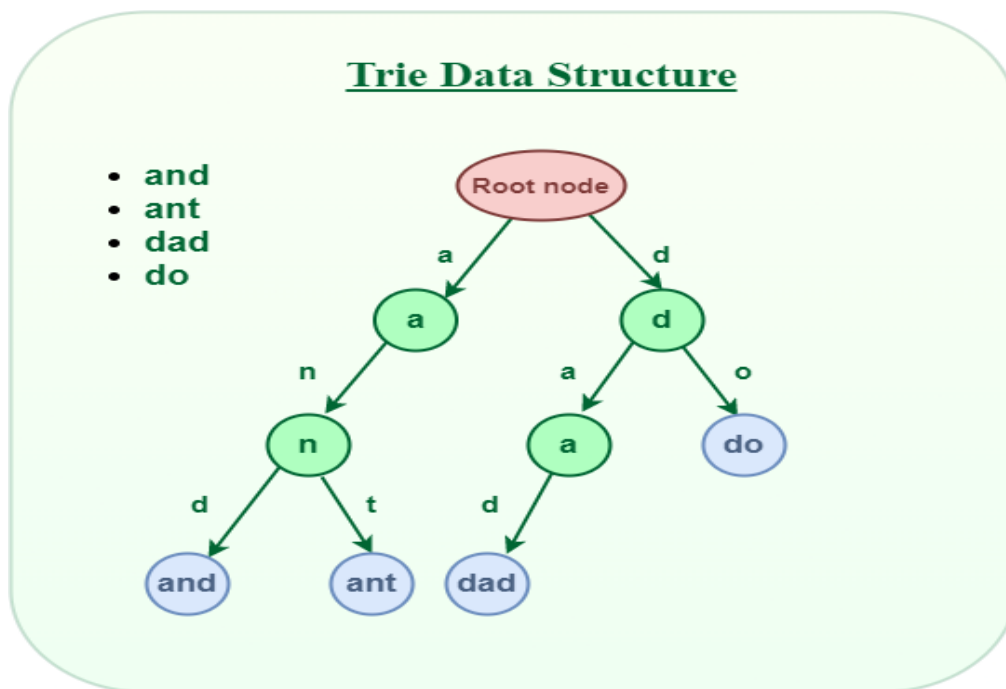 Trie Data Structure
• and
• ant
• dad
• do
Root node
a
d
a
d
n
a
o
n
a
do
d
t
d
and
ant
dad